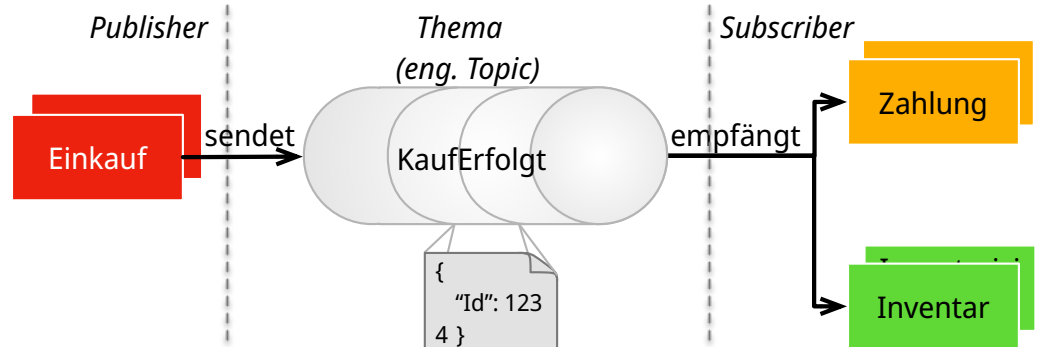 Publisher
Thema
(eng. Topic)
Subscriber
Einkauf
sendet
KaufErfolgt
empfängt
Zahlung
Inventar
{
“Id”: 123
4 }